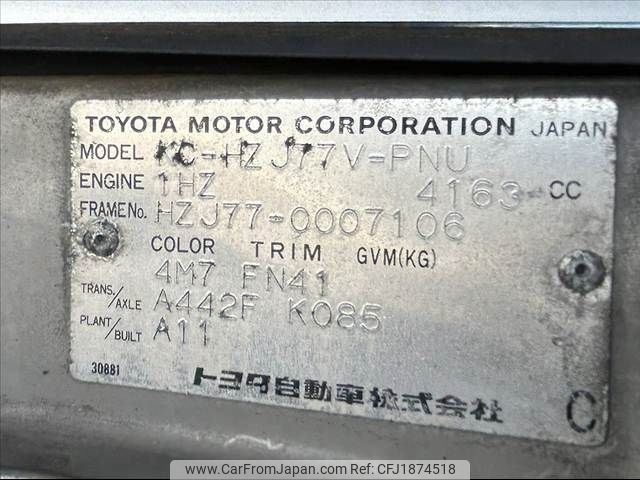 TOYOTA MOTOR CORPORATION JAPAN
MODEL KC-HZJ77V-PNU
ENGINE 1HZ 4163 CC
FRAME No. HZJ77-0007106
COLOR TRIM GVM(KG)
4M7 FN41
TRANS./AXLE A442F K085
PLANT/BUILT A11
30881
トヨタ自動車株式会社 C
www.CarFromJapan.com Photo ID: CFJ1874518